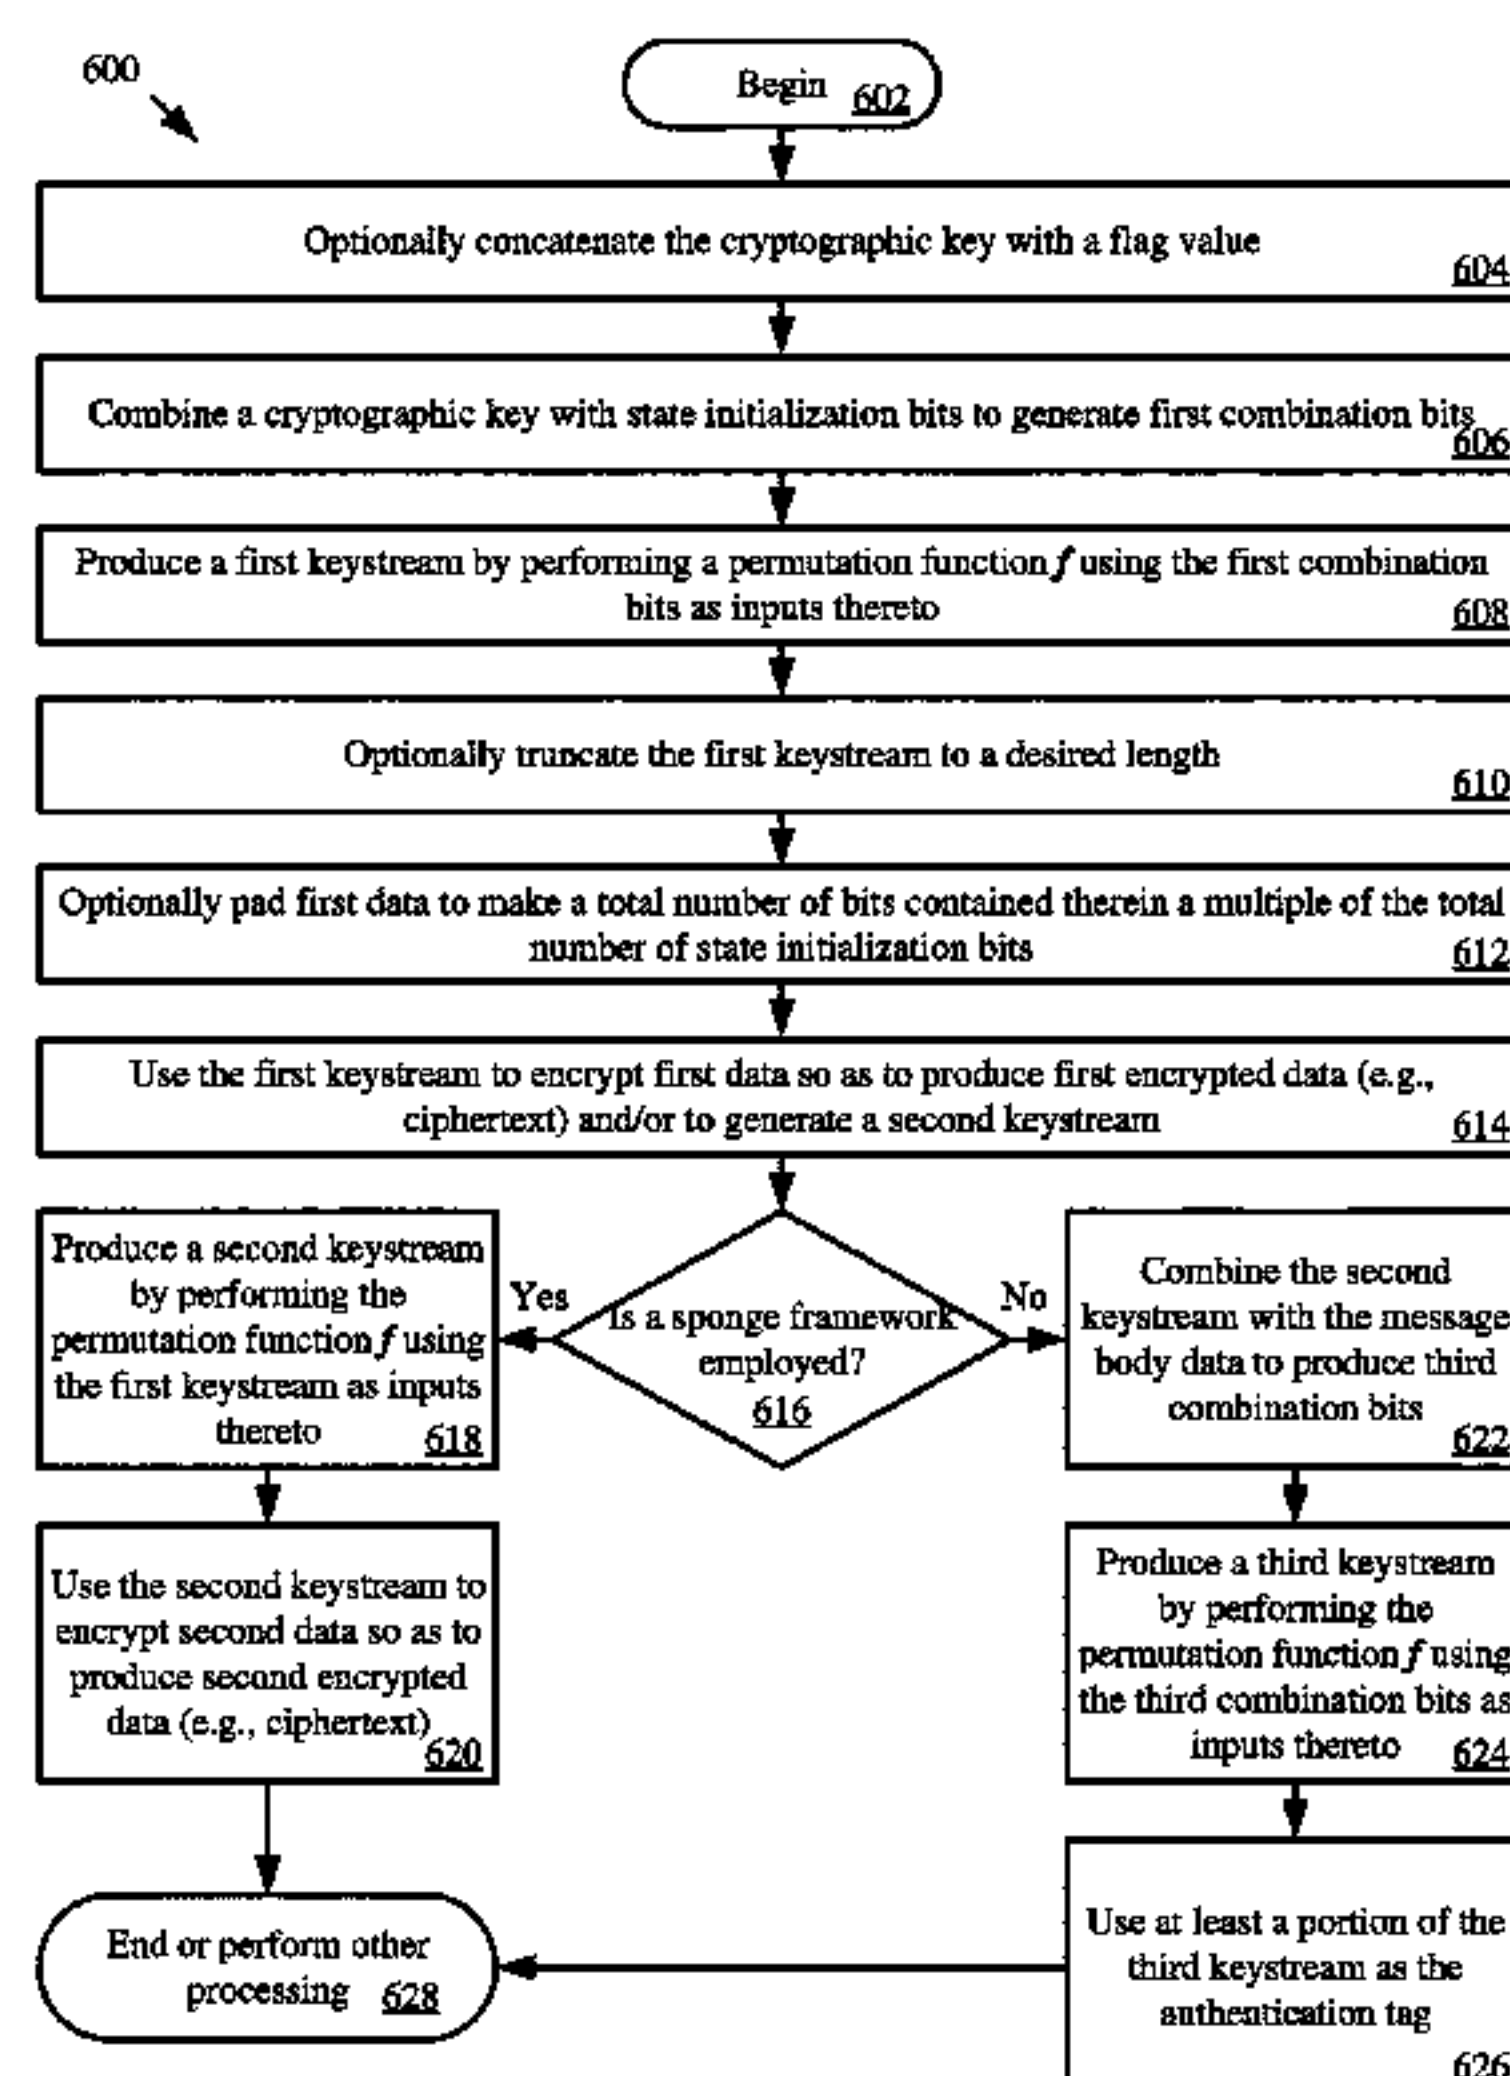 600
Begin 602
Optionally concatenate the cryptographic key with a flag value
604
Combine a cryptographic key with state initialization bits to generate first combination bits
606
Produce a first keystream by performing a permutation function f using the first combination
bits as inputs thereto
608
Optionally truncate the first keystream to a desired length
610
Optionally pad first data to make a total number of bits contained therein a multiple of the total
number of state initialization bits
612
Use the first keystream to encrypt first data so as to produce first encrypted data (e.g.,
ciphertext) and/or to generate a second keystream
614
Is a sponge framework
employed?
616
Yes
No
Produce a second keystream
by performing the
permutation function f using
the first keystream as inputs
thereto 618
Use the second keystream to
encrypt second data so as to
produce second encrypted
data (e.g., ciphertext)
620
Combine the second
keystream with the message
body data to produce third
combination bits
622
Produce a third keystream
by performing the
permutation function f using
the third combination bits as
inputs thereto 624
Use at least a portion of the
third keystream as the
authentication tag
626
End or perform other
processing 628